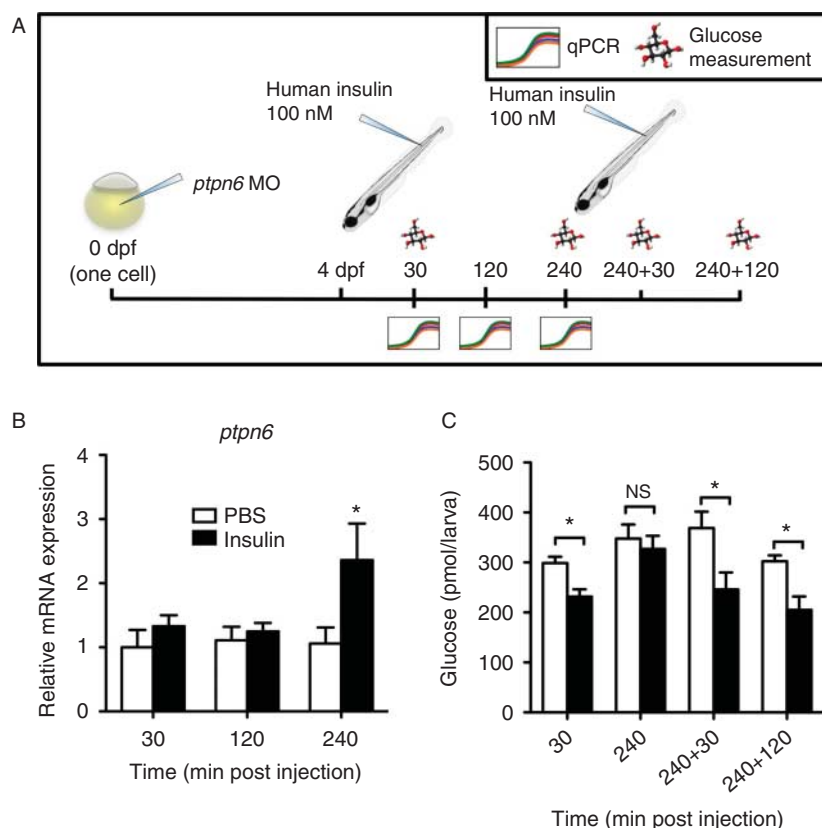 A
qPCR
Glucose
measurement
Human insulin
100 nM
Human insulin
100 nM
ptpn6 MO
0 dpf
(one cell)
4 dpf
30
120
240
240+30
240+120
B
ptpn6
4
3
2
1
0
Relative mRNA expression
PBS
Insulin
*
30
120
240
Time (min post injection)
C
500
400
300
200
100
0
Glucose (pmol/larva)
*
NS
*
*
30
240
240+30
240+120
Time (min post injection)